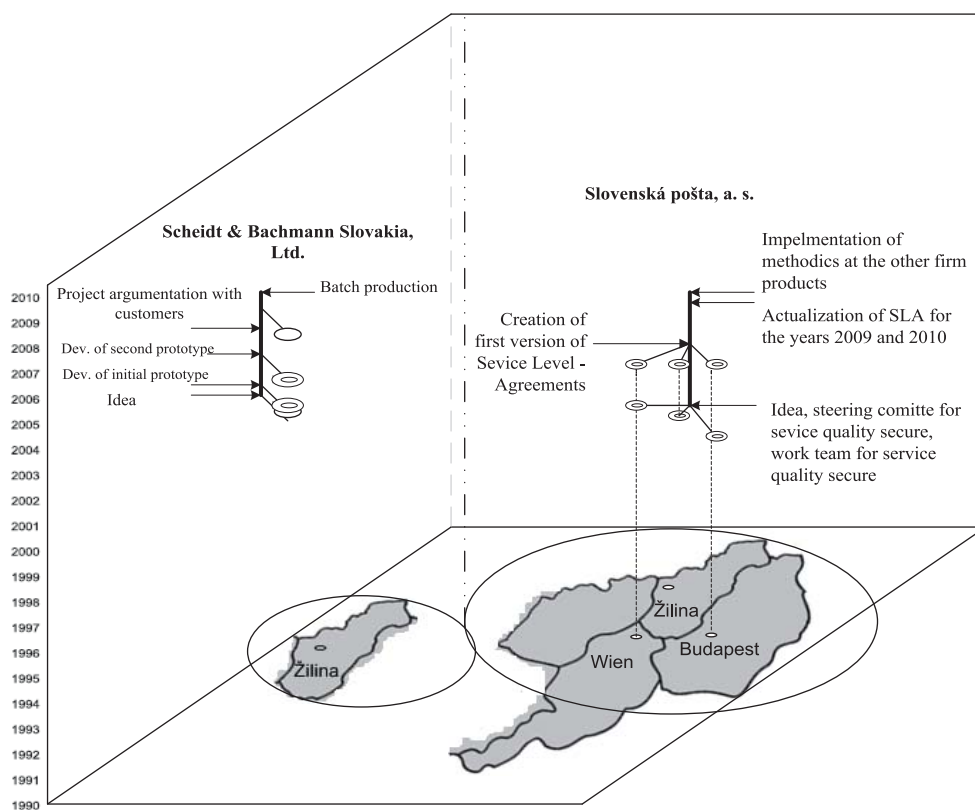 Slovenská pošta, a. s.
Scheidt & Bachmann Slovakia,
Ltd.
Impelmentation of
methodics at the other firm
products
Actualization of SLA for
the years 2009 and 2010
Creation of
first version of
Sevice Level -
Agreements
Idea, steering comitte for
sevice quality secure,
work team for service
quality secure
Project argumentation with
customers
Batch production
Dev. of second prototype
Dev. of initial prototype
Idea
2010
2009
2008
2007
2006
2005
2004
2003
2002
2001
2000
1999
1998
1997
1996
1995
1994
1993
1992
1991
1990
Žilina
Žilina
Wien
Budapest